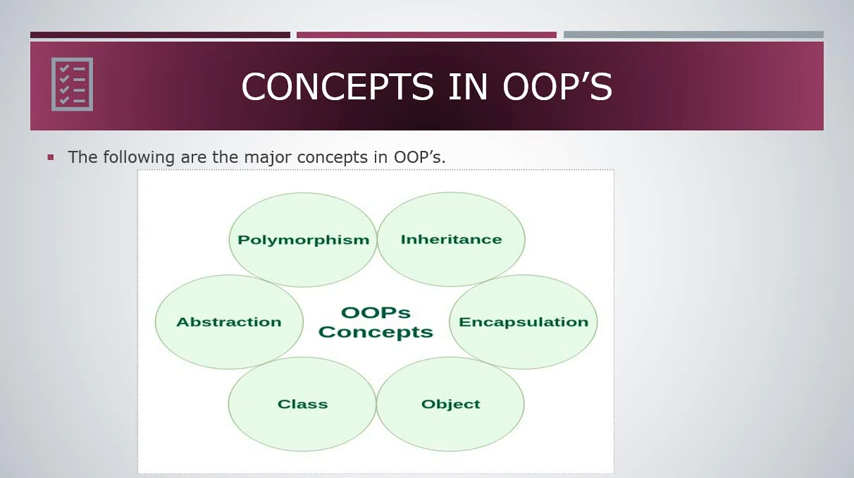 CONCEPTS IN OOP’S
The following are the major concepts in OOP’s.
Polymorphism
Inheritance
Abstraction
OOPs
Concepts
Encapsulation
Class
Object